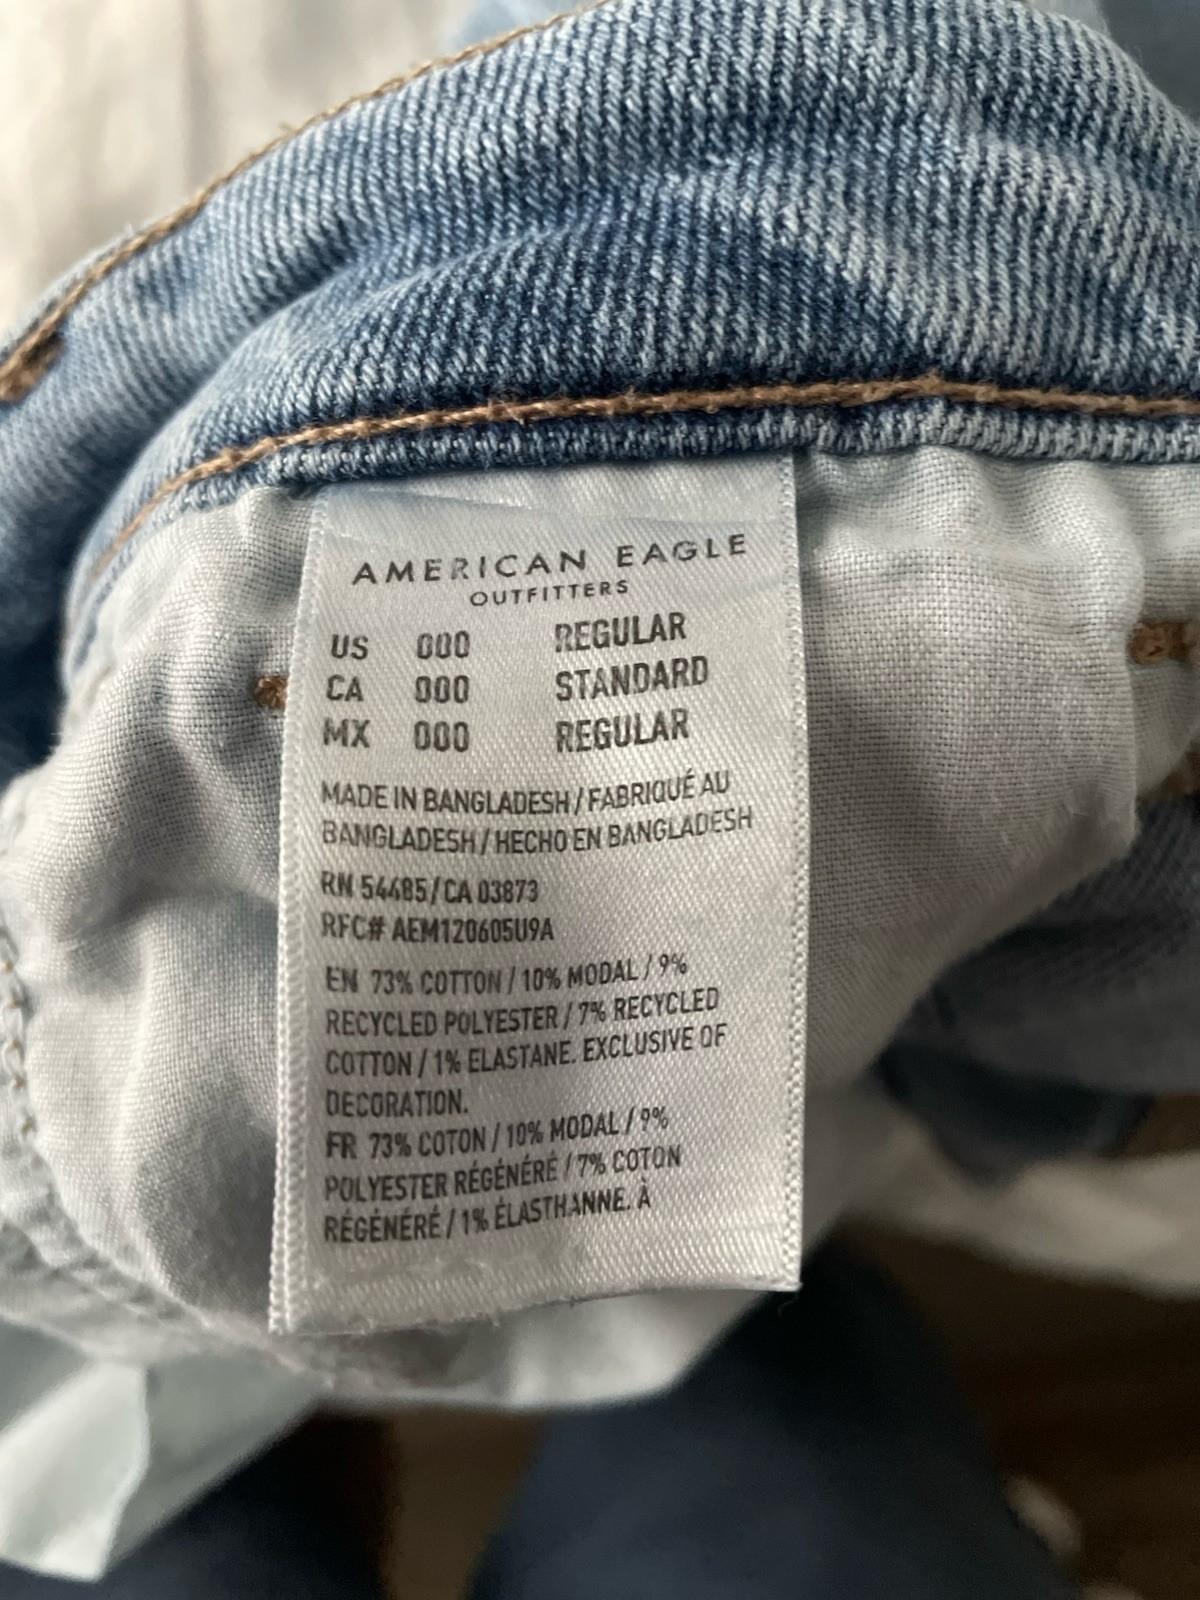 AMERICAN EAGLE
OUTFITTERS
US 000 REGULAR
CA 000 STANDARD
MX 000 REGULAR
MADE IN BANGLADESH / FABRIQUÉ AU
BANGLADESH / HECHO EN BANGLADESH
RN 54485 / CA 03873
RFC# AEM120605U9A
EN 73% COTTON / 10% MODAL / 9%
RECYCLED POLYESTER / 7% RECYCLED
COTTON / 1% ELASTANE. EXCLUSIVE OF
DECORATION.
FR 73% COTON / 10% MODAL / 9%
POLYESTER RÉGÉNÉRÉ / 7% COTON
RÉGÉNÉRÉ / 1% ÉLASTHANNE. À